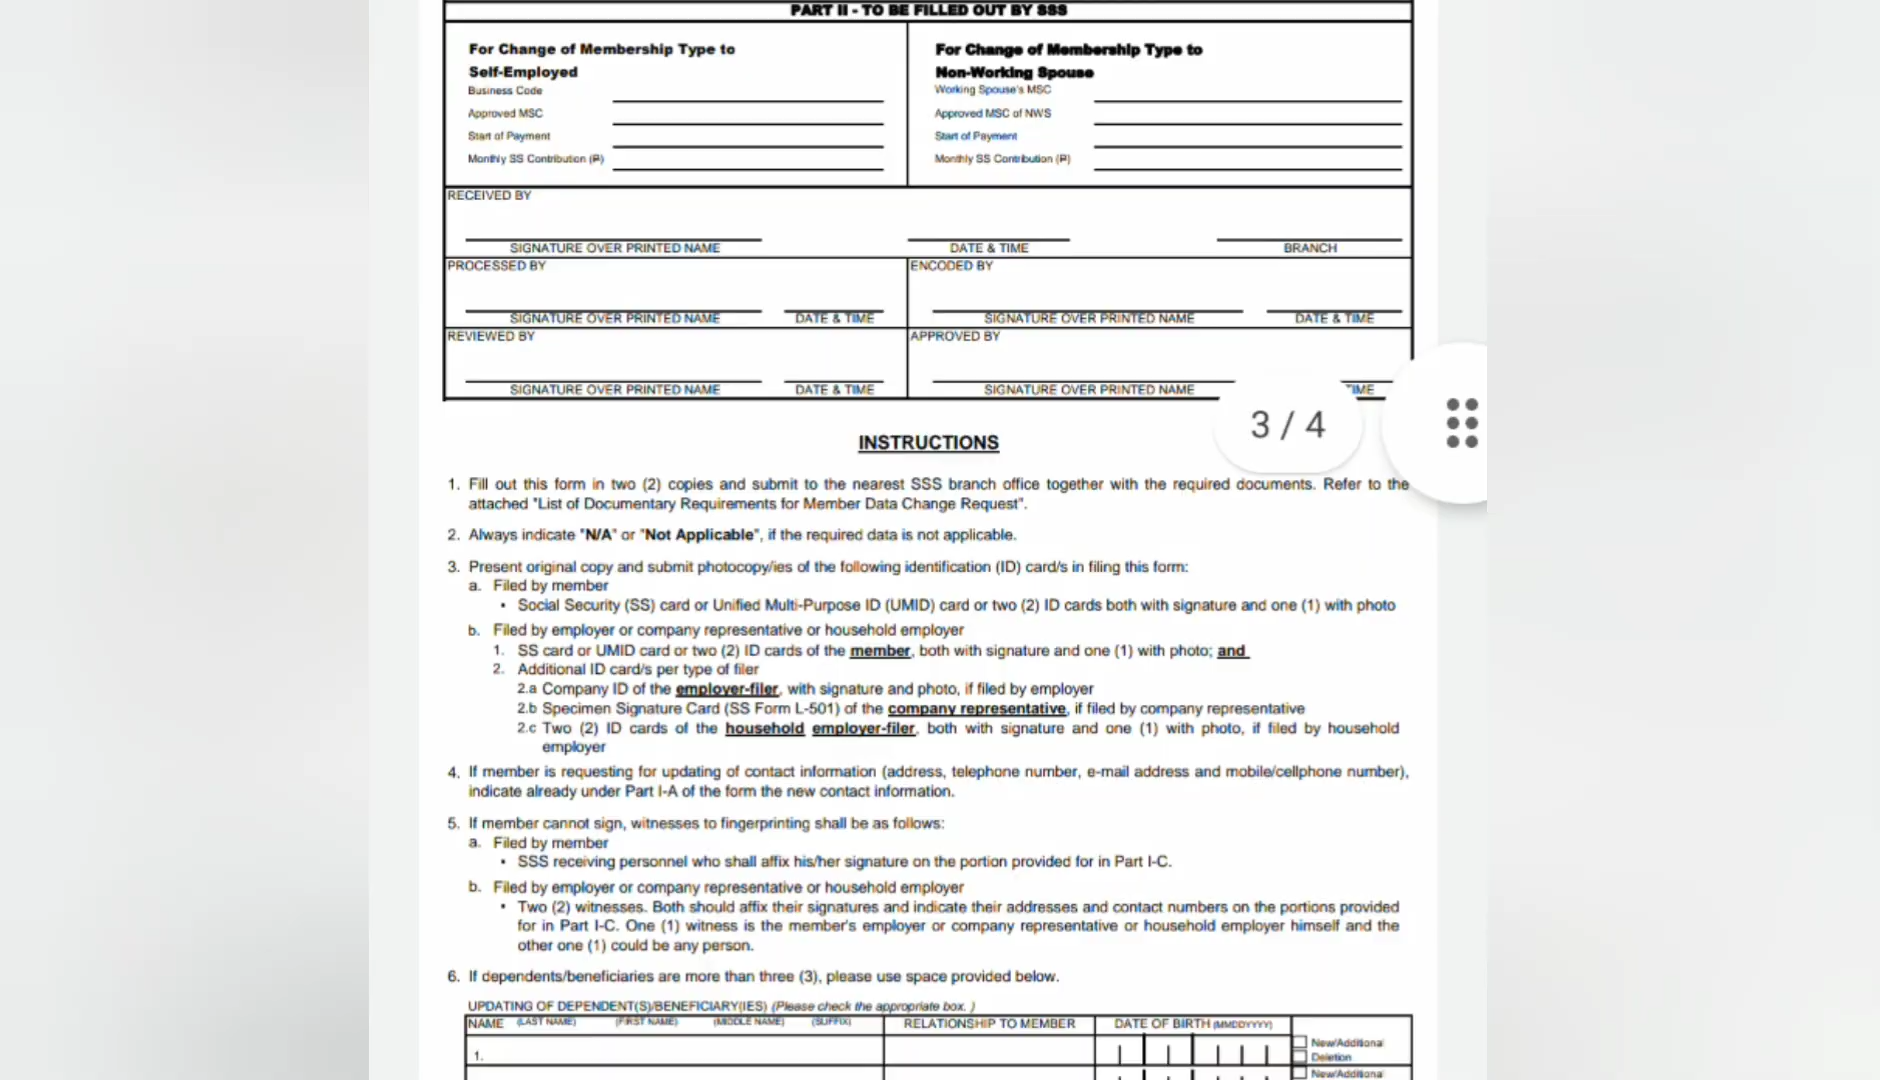 PART II - TO BE FILLED OUT BY SSS
For Change of Membership Type to
Self-Employed
Business Code
Approved MSC
Start of Payment
Monthly SS Contribution (₱)
For Change of Membership Type to
Non-Working Spouse
Working Spouse's MSC
Approved MSC of NWS
Start of Payment
Monthly SS Contribution (₱)
RECEIVED BY
SIGNATURE OVER PRINTED NAME DATE & TIME BRANCH
PROCESSED BY
SIGNATURE OVER PRINTED NAME DATE & TIME
ENCODED BY
SIGNATURE OVER PRINTED NAME DATE & TIME
REVIEWED BY
SIGNATURE OVER PRINTED NAME DATE & TIME
APPROVED BY
SIGNATURE OVER PRINTED NAME TIME
3 / 4
INSTRUCTIONS
1. Fill out this form in two (2) copies and submit to the nearest SSS branch office together with the required documents. Refer to the
attached "List of Documentary Requirements for Member Data Change Request".
2. Always indicate "N/A" or "Not Applicable", if the required data is not applicable.
3. Present original copy and submit photocopy/ies of the following identification (ID) card/s in filing this form:
a. Filed by member
• Social Security (SS) card or Unified Multi-Purpose ID (UMID) card or two (2) ID cards both with signature and one (1) with photo
b. Filed by employer or company representative or household employer
1. SS card or UMID card or two (2) ID cards of the member, both with signature and one (1) with photo; and
2. Additional ID card/s per type of filer
2.a Company ID of the employer-filer, with signature and photo, if filed by employer
2.b Specimen Signature Card (SS Form L-501) of the company representative, if filed by company representative
2.c Two (2) ID cards of the household employer-filer, both with signature and one (1) with photo, if filed by household
employer
4. If member is requesting for updating of contact information (address, telephone number, e-mail address and mobile/cellphone number),
indicate already under Part I-A of the form the new contact information.
5. If member cannot sign, witnesses to fingerprinting shall be as follows:
a. Filed by member
• SSS receiving personnel who shall affix his/her signature on the portion provided for in Part I-C.
b. Filed by employer or company representative or household employer
• Two (2) witnesses. Both should affix their signatures and indicate their addresses and contact numbers on the portions provided
for in Part I-C. One (1) witness is the member's employer or company representative or household employer himself and the
other one (1) could be any person.
6. If dependents/beneficiaries are more than three (3), please use space provided below.
UPDATING OF DEPENDENT(S)/BENEFICIARY(IES) (Please check the appropriate box. )
NAME (LAST NAME) (FIRST NAME) (MIDDLE NAME) (SUFFIX) RELATIONSHIP TO MEMBER DATE OF BIRTH (MMDDYYYY)
1.
New/Additional
Deletion
New/Additional